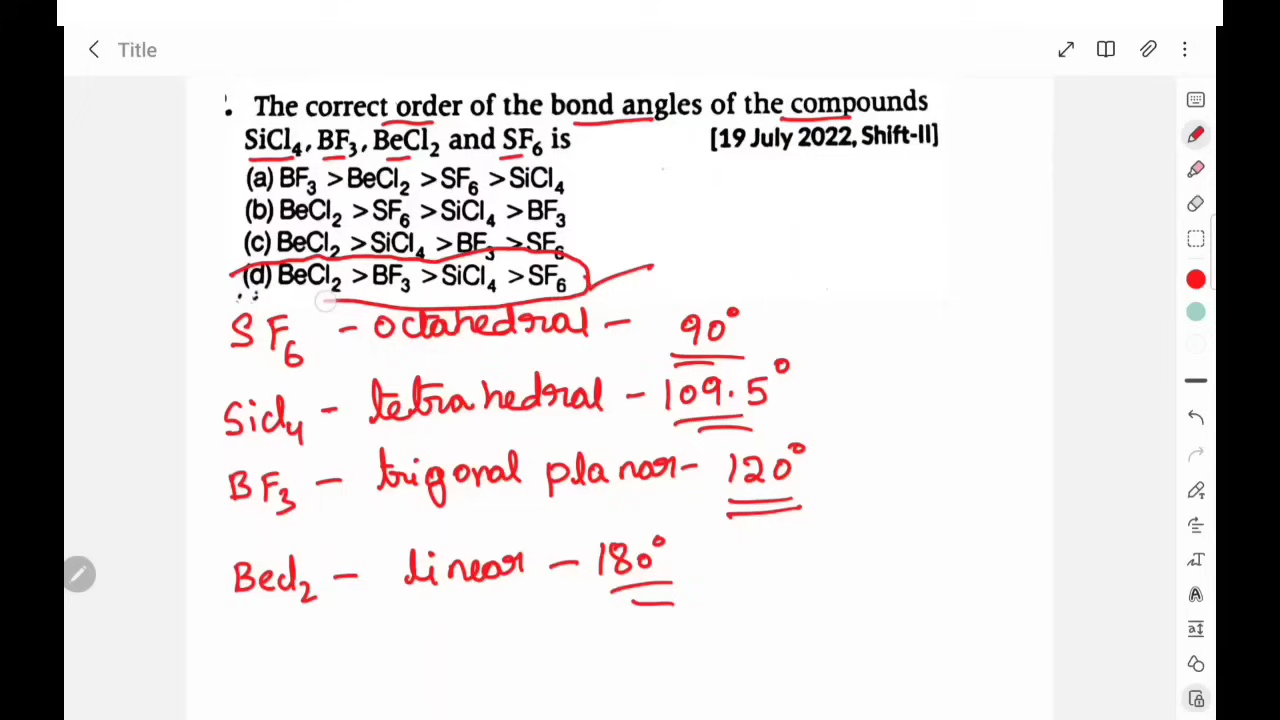 Title
. The correct order of the bond angles of the compounds
SiCl₄, BF₃, BeCl₂ and SF₆ is [19 July 2022, Shift-II]
(a) BF₃ >BeCl₂ >SF₆ >SiCl₄
(b) BeCl₂ >SF₆ >SiCl₄ >BF₃
(c) BeCl₂ >SiCl₄ >BF₃ >SF₆
(d) BeCl₂ >BF₃ >SiCl₄ >SF₆
SF₆ - octahedral - 90°
SiCl₄ - tetrahedral - 109.5°
BF₃ - trigonal planar - 120°
BeCl₂ - linear - 180°